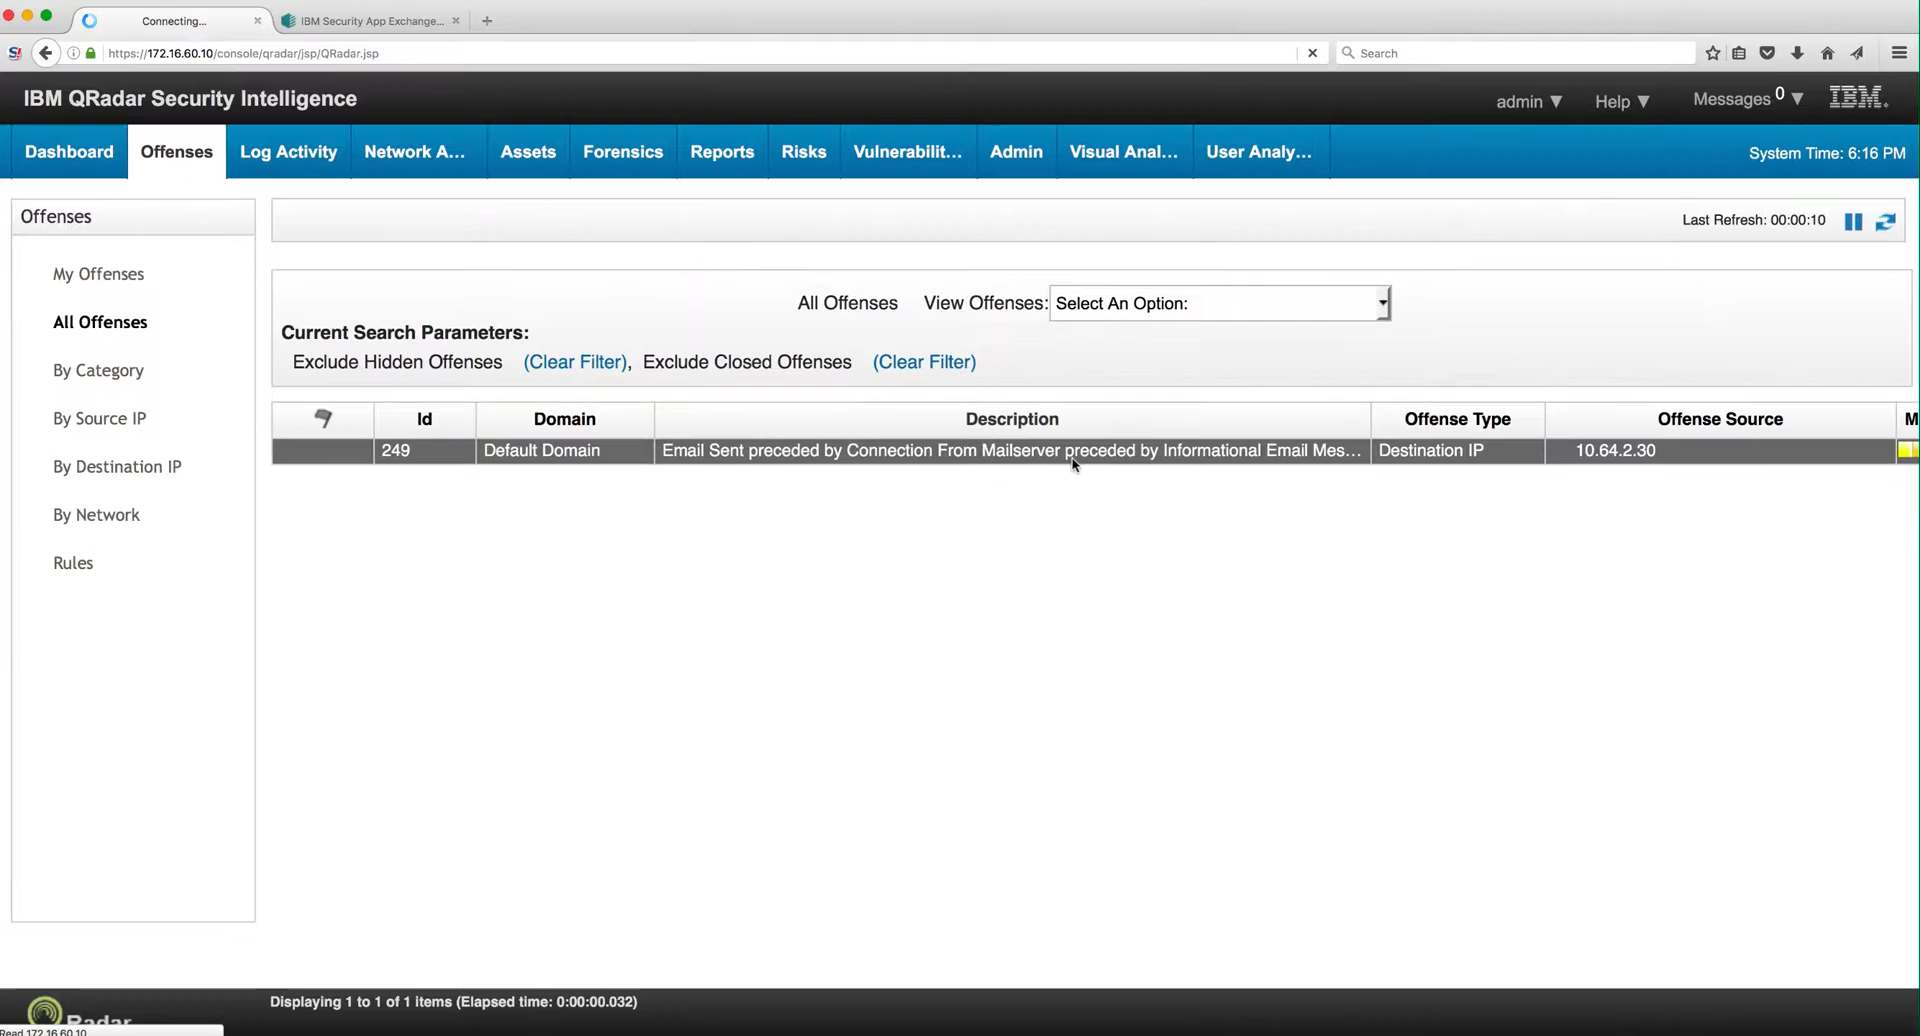 Connecting...
IBM Security App Exchange...
https://172.16.60.10/console/qradar/jsp/QRadar.jsp
Search
IBM QRadar Security Intelligence
admin ▼
Help ▼
Messages 0 ▼
IBM.
Dashboard
Offenses
Log Activity
Network A...
Assets
Forensics
Reports
Risks
Vulnerabilit...
Admin
Visual Anal...
User Analy...
System Time: 6:16 PM
Offenses
My Offenses
All Offenses
By Category
By Source IP
By Destination IP
By Network
Rules
Last Refresh: 00:00:10
All Offenses View Offenses: Select An Option:
Current Search Parameters:
Exclude Hidden Offenses (Clear Filter), Exclude Closed Offenses (Clear Filter)
Id Domain Description Offense Type Offense Source M
249 Default Domain Email Sent preceded by Connection From Mailserver preceded by Informational Email Mes... Destination IP 10.64.2.30
Displaying 1 to 1 of 1 items (Elapsed time: 0:00:00.032)
Radar
Read 172.16.60.10